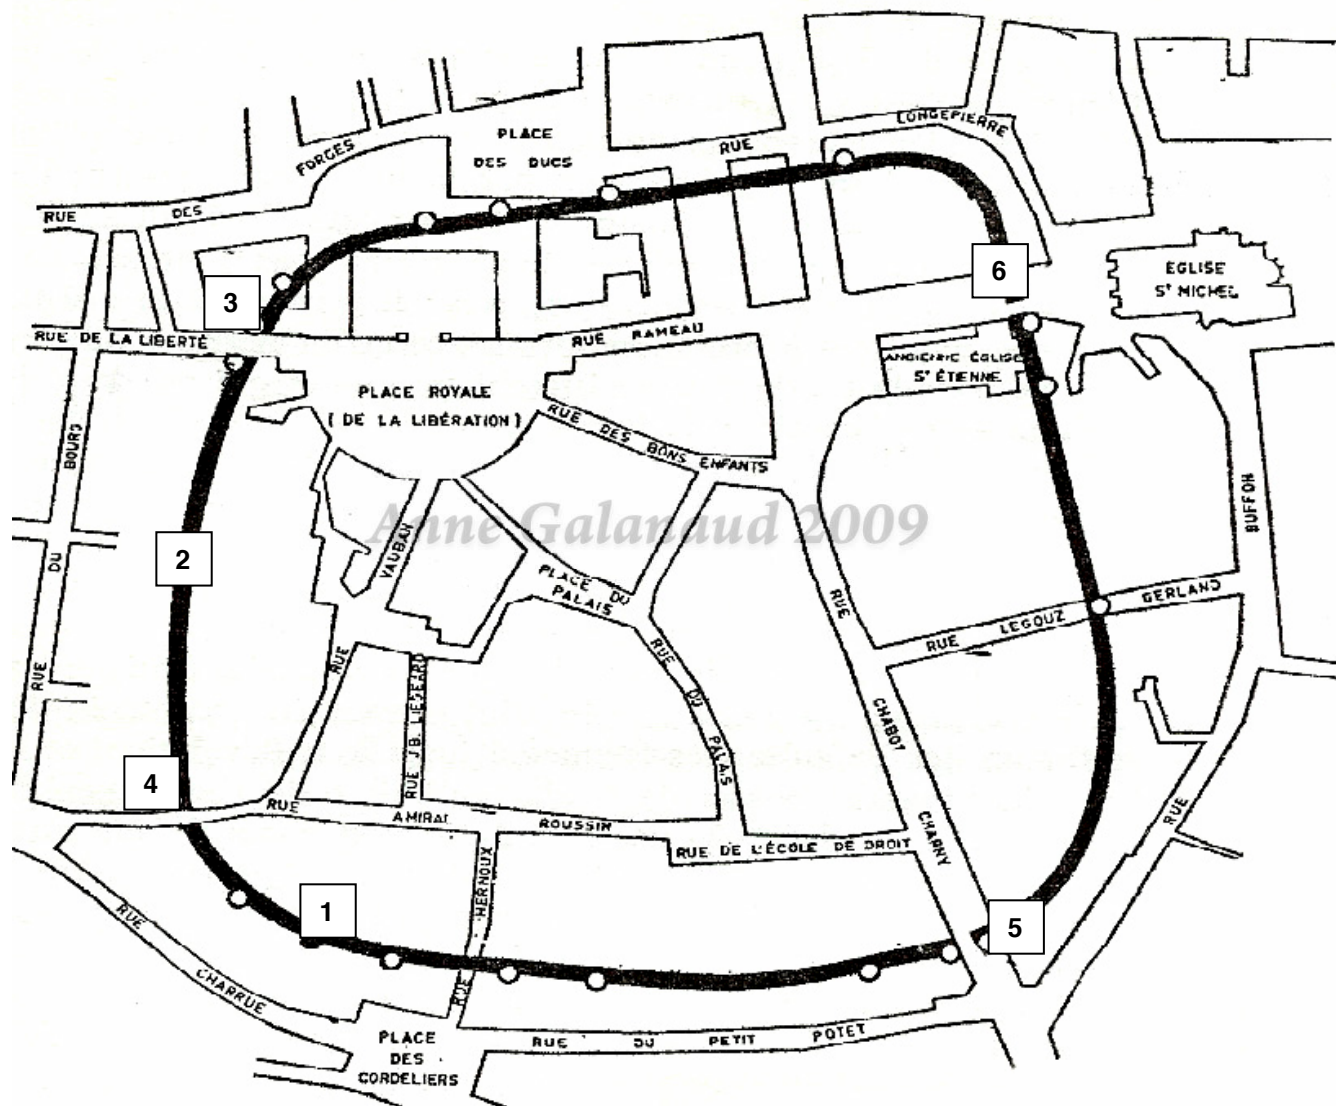 LONGEPIERRE
PLACE
DES DUCS
RUE
FORGES
RUE DES
6
EGLISE
St MICHEL
3
RUE DE LA LIBERTÉ
RUE RAMEAU
ANCIENNE ÉGLISE
St ÉTIENNE
PLACE ROYALE
( DE LA LIBÉRATION )
RUE DES BONS ENFANTS
RUE DU BOURG
BUFFON
Anne Galanaud 2009
2
VAUBAN
PLACE DU
PALAIS
RUE
RUE LEGOUZ GERLAND
RUE DU PALAIS
RUE CHABOT CHARNY
RUE J.B. LIEGEARD
4
RUE AMIRAL ROUSSIN
RUE DE L'ÉCOLE DE DROIT
RUE
RUE HERNOUX
1
5
RUE CHARRUE
PLACE
DES
CORDELIERS
RUE DU PETIT POTET